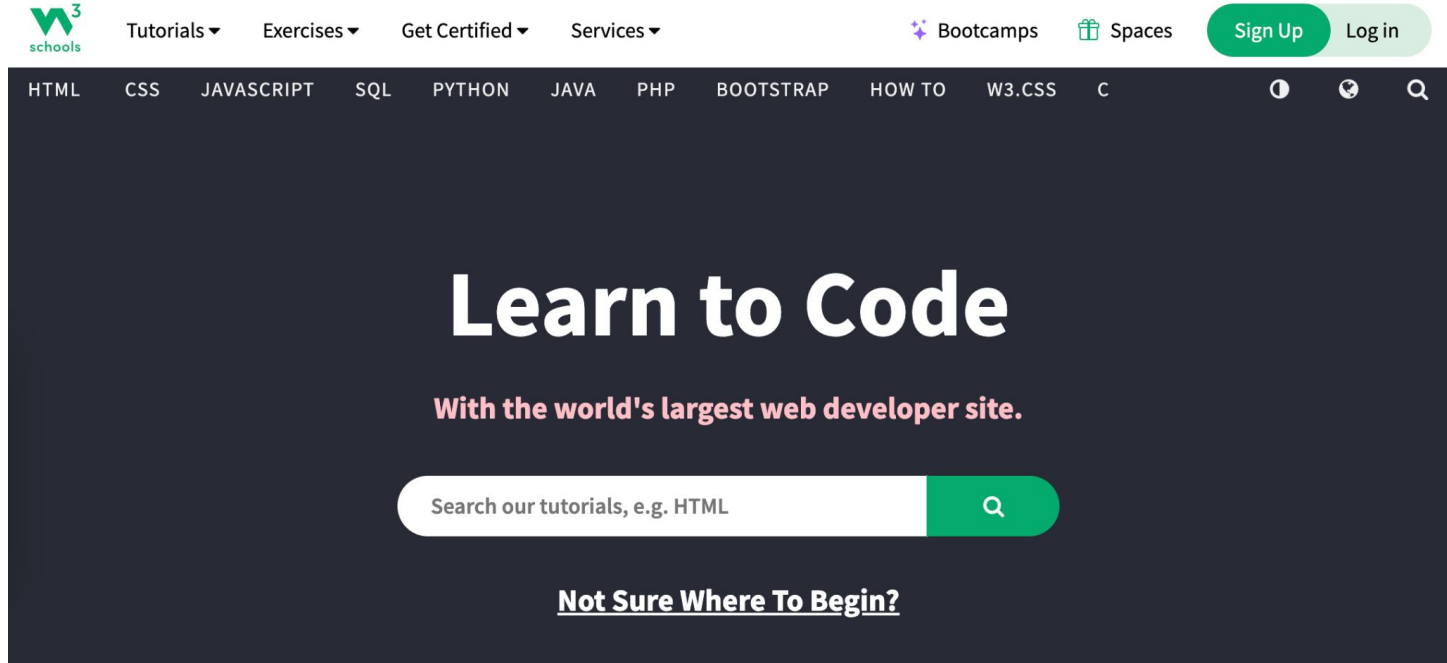 W3 schools
Tutorials Exercises Get Certified Services Bootcamps Spaces Sign Up Log in
HTML CSS JAVASCRIPT SQL PYTHON JAVA PHP BOOTSTRAP HOW TO W3.CSS C
Learn to Code
With the world's largest web developer site.
Search our tutorials, e.g. HTML
Not Sure Where To Begin?